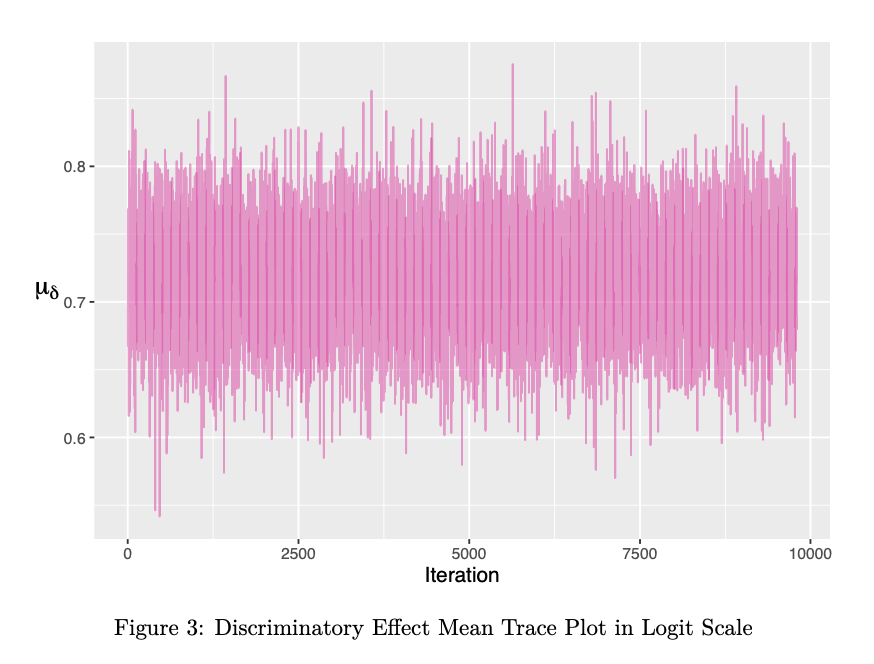 0.8
μδ
0.7
0.6
0 2500 5000 7500 10000
Iteration
Figure 3: Discriminatory Effect Mean Trace Plot in Logit Scale